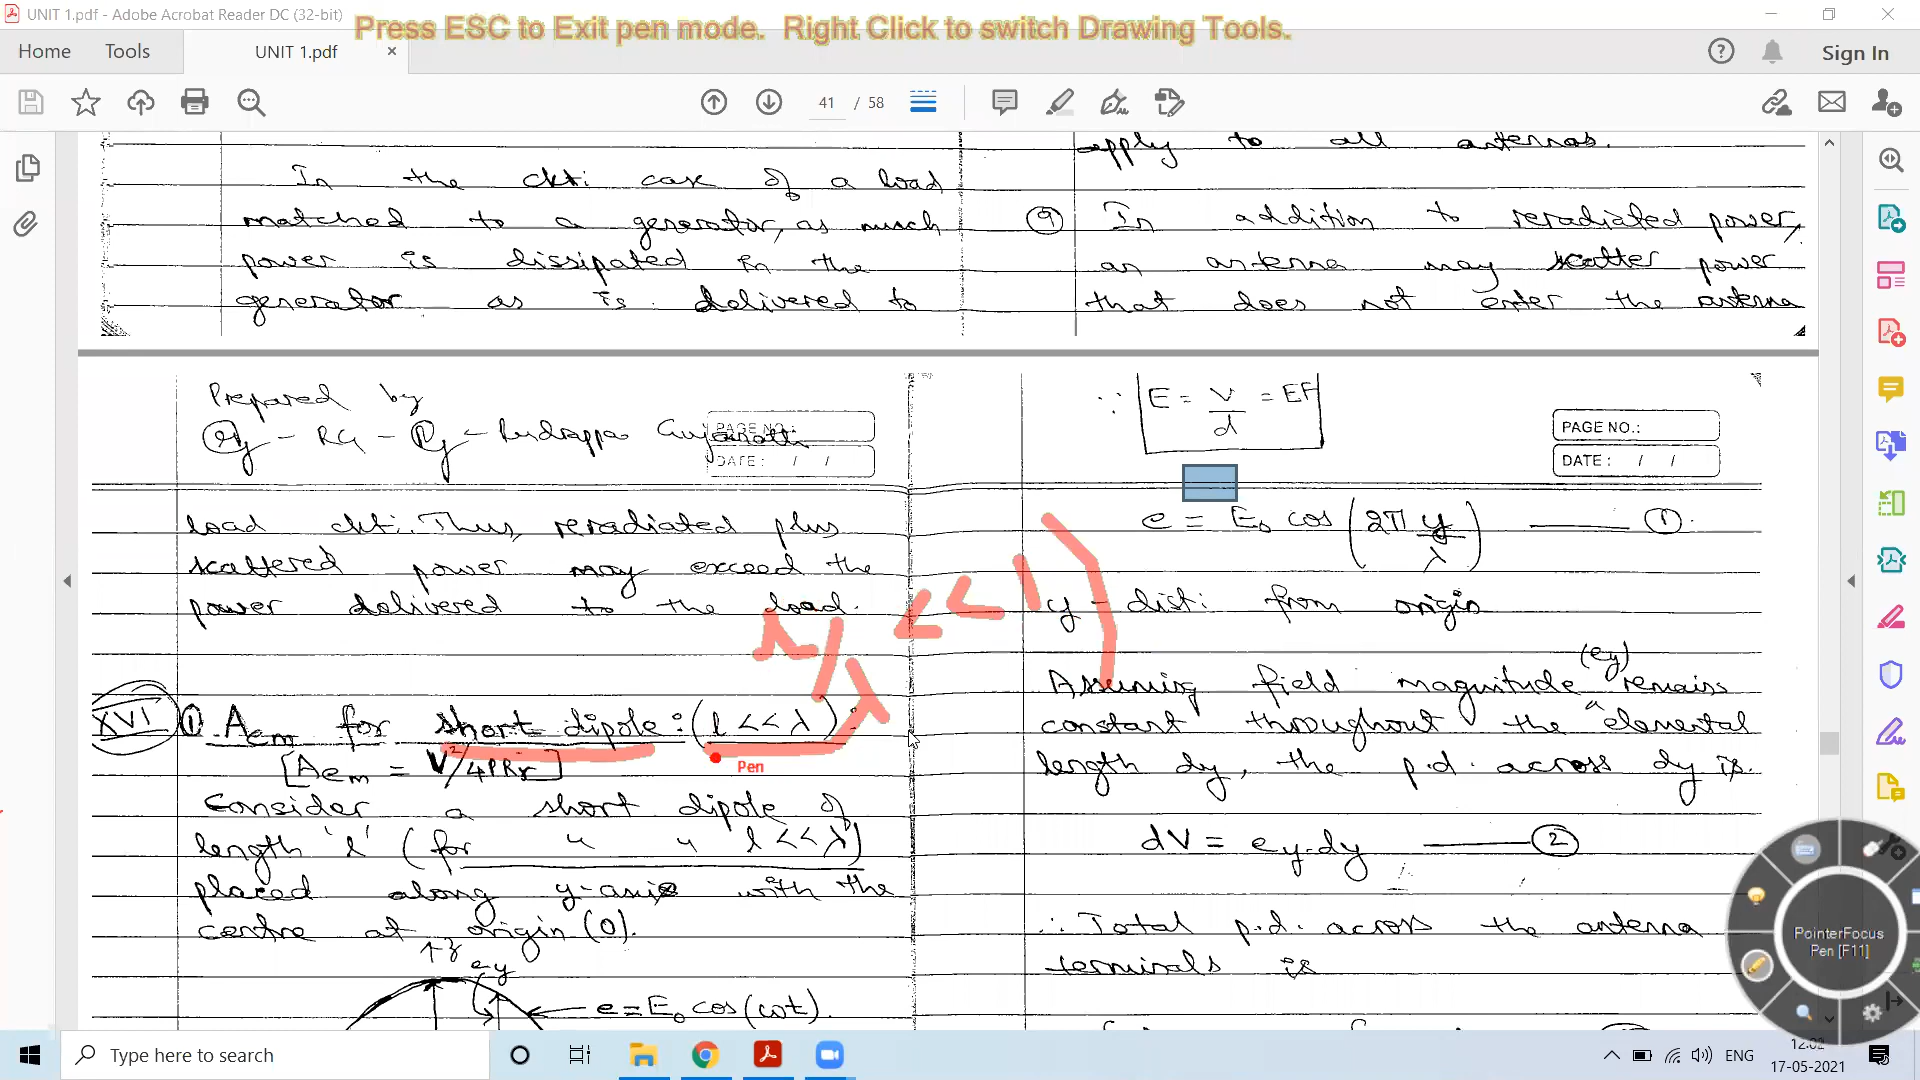 UNIT 1.pdf - Adobe Acrobat Reader DC (32-bit)
Press ESC to Exit pen mode. Right Click to switch Drawing Tools.
Home
Tools
UNIT 1.pdf
Sign In
41 / 58
In the ckt: case of a load
matched to a generator, as much
power is dissipated in the
generator as is delivered to
apply to all antennas.
(9) In addition to reradiated power,
an antenna may scatter power
that does not enter the antenna
Prepared by
PAGE NO.:
DATE: / /
load ckt:. Thus, reradiated plus
scattered power may exceed the
power delivered to the load.
l/λ << 1)
XVI ① Aem for short dipole: (l << λ):
[Aem = V²/4PRr]
Pen
Consider a short dipole of
length 'l' (for " " l << λ)
placed along y-axis with the
centre at origin (0).
↑z
ey
e = E₀ cos(ωt).
∵ E = V/d = EF
PAGE NO.:
DATE: / /
e = E₀ cos (2π y/λ) — ①.
y - dist: from origin
(ey)
Assuming field magnitude remains
constant throughout the elemental
length dy, the p.d. across dy is.
dV = ey.dy — ②
∴ Total p.d. across the antenna
terminals is
PointerFocus
Pen [F11]
Type here to search
ENG
12:02
17-05-2021